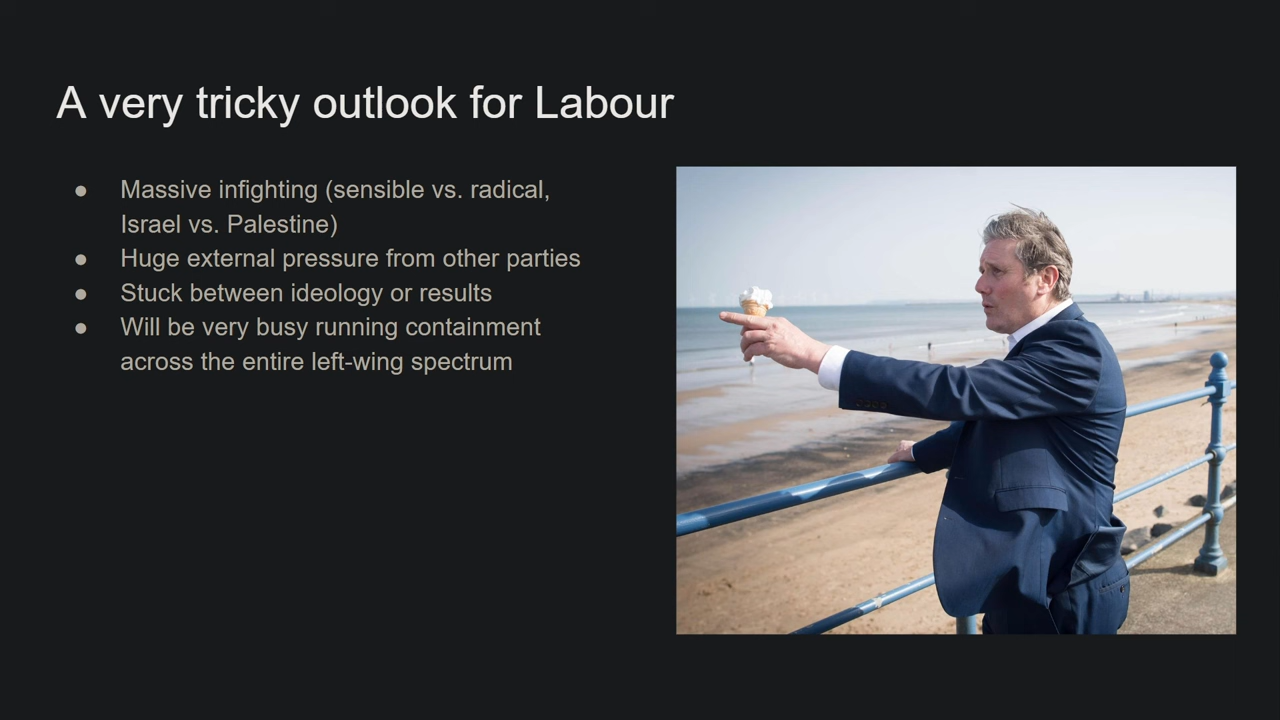 A very tricky outlook for Labour
● Massive infighting (sensible vs. radical,
Israel vs. Palestine)
● Huge external pressure from other parties
● Stuck between ideology or results
● Will be very busy running containment
across the entire left-wing spectrum